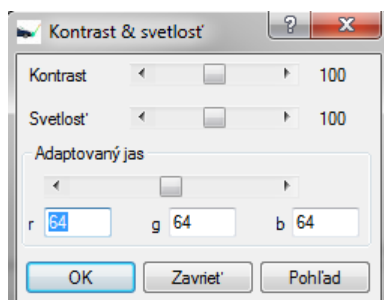 Kontrast & svetlosť ? X
Kontrast 100
Svetlosť 100
Adaptovaný jas
r 64 g 64 b 64
OK Zavrieť Pohľad